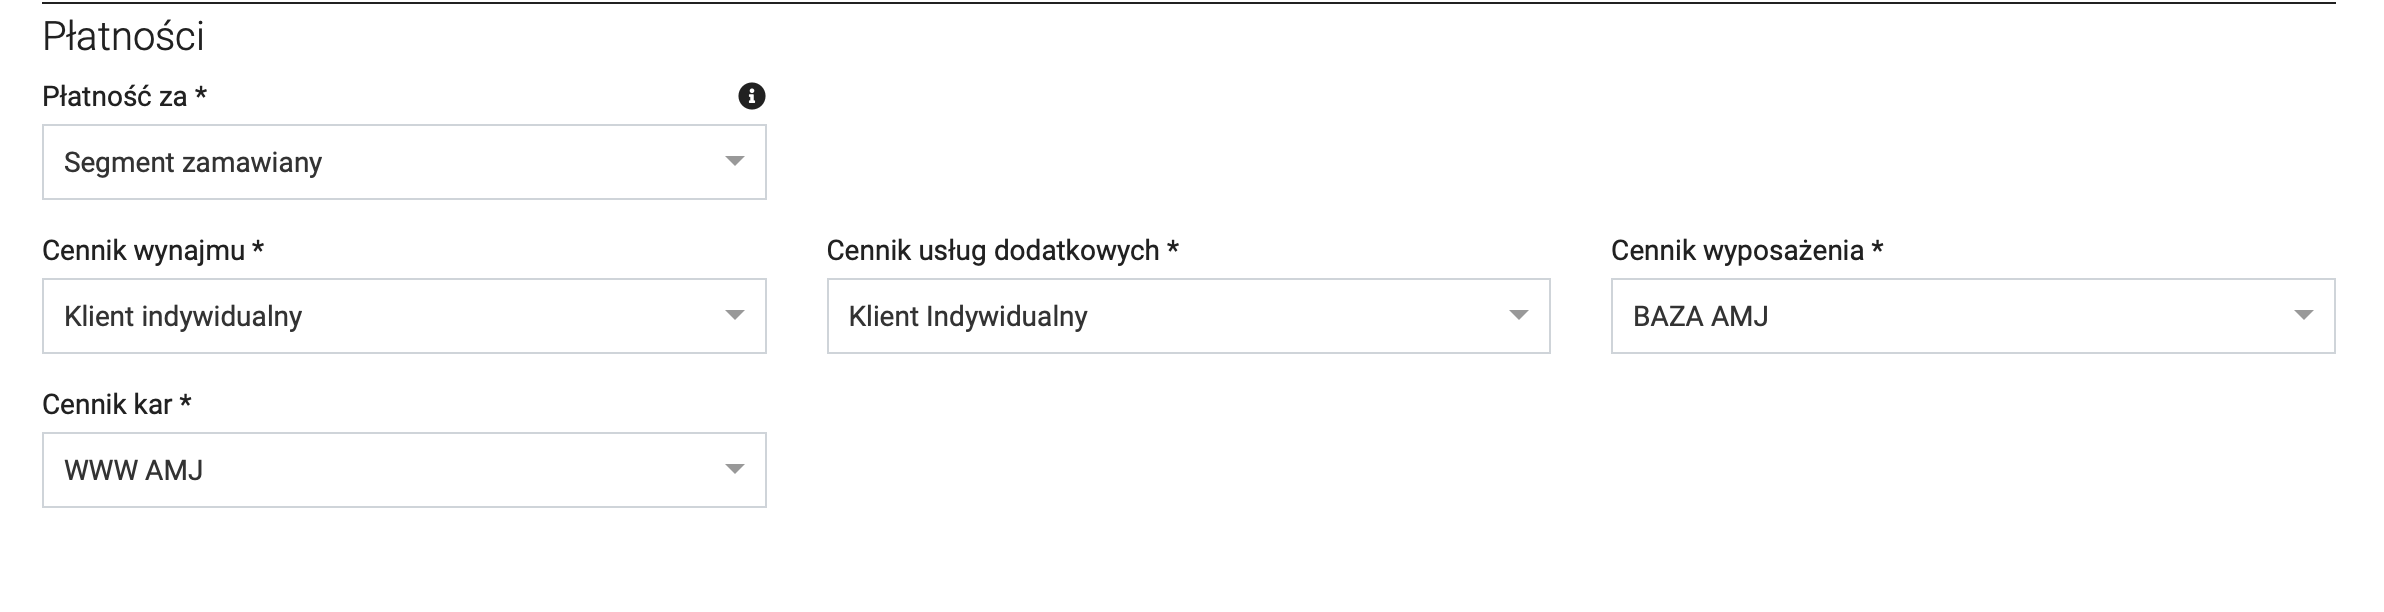 Płatności
Płatność za *
Segment zamawiany
Cennik wynajmu *
Cennik usług dodatkowych *
Cennik wyposażenia *
Klient indywidualny
Klient Indywidualny
BAZA AMJ
Cennik kar *
WWW AMJ